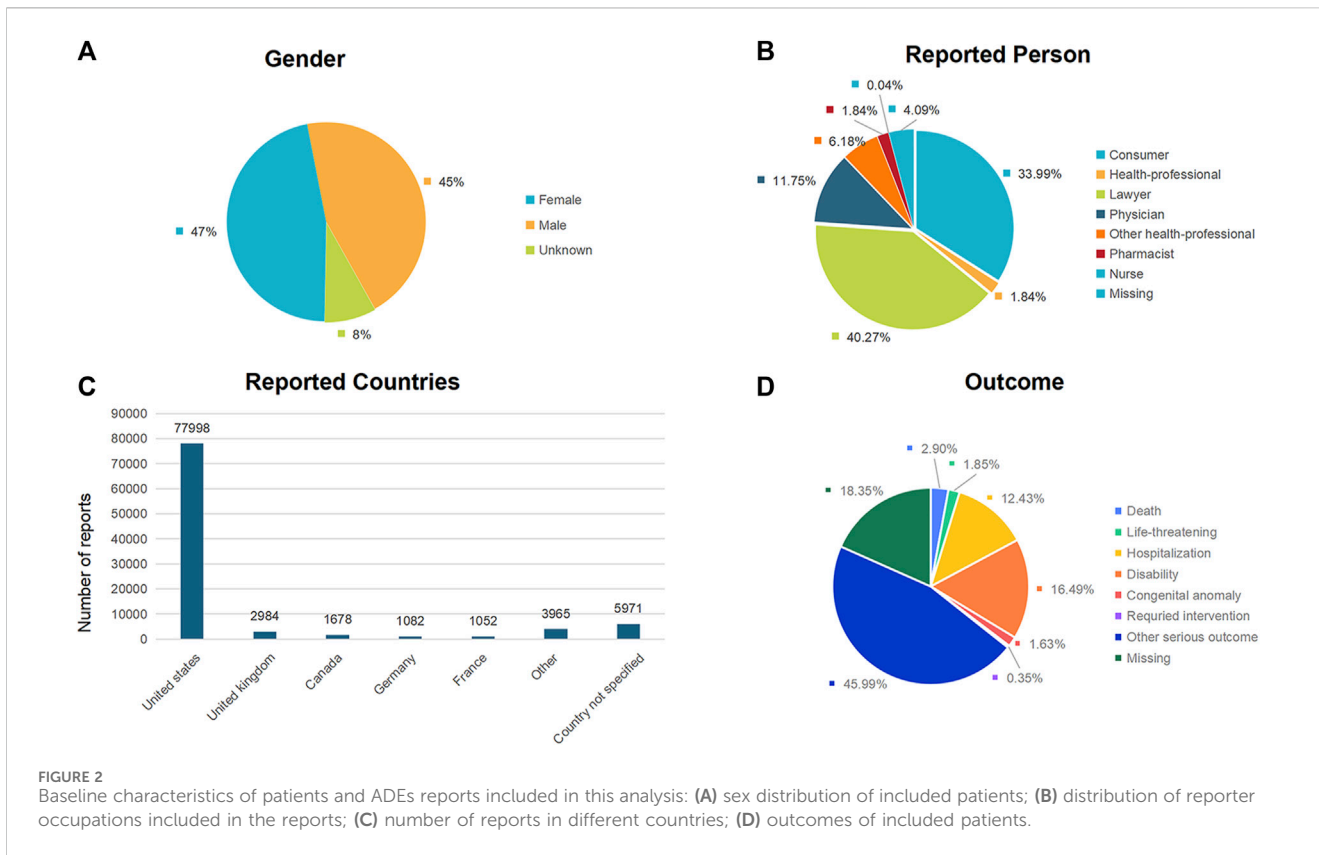 A
Gender
47%
45%
8%
Female
Male
Unknown
B
Reported Person
0.04%
1.84%
4.09%
6.18%
11.75%
33.99%
1.84%
40.27%
Consumer
Health-professional
Lawyer
Physician
Other health-professional
Pharmacist
Nurse
Missing
C
Reported Countries
Number of reports
90000
80000
70000
60000
50000
40000
30000
20000
10000
0
77998
2984
1678
1082
1052
3965
5971
United states
United kingdom
Canada
Germany
France
Other
Country not specified
D
Outcome
2.90%
1.85%
18.35%
12.43%
16.49%
1.63%
0.35%
45.99%
Death
Life-threatening
Hospitalization
Disability
Congenital anomaly
Requried intervention
Other serious outcome
Missing
FIGURE 2
Baseline characteristics of patients and ADEs reports included in this analysis: (A) sex distribution of included patients; (B) distribution of reporter
occupations included in the reports; (C) number of reports in different countries; (D) outcomes of included patients.